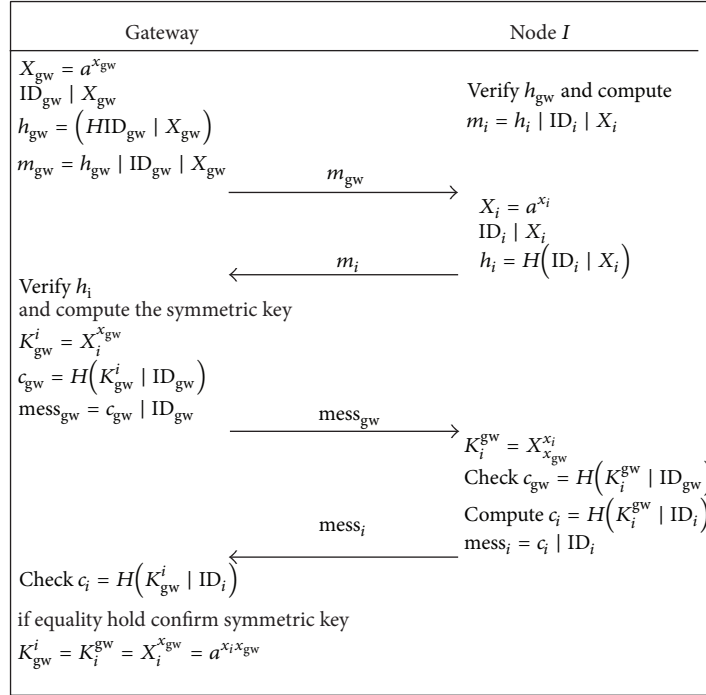 Gateway Node I
X_gw = a^{x_gw}
ID_gw | X_gw
h_gw = (HID_gw | X_gw)
m_gw = h_gw | ID_gw | X_gw
Verify h_gw and compute
m_i = h_i | ID_i | X_i
m_gw
X_i = a^{x_i}
ID_i | X_i
h_i = H(ID_i | X_i)
m_i
Verify h_i
and compute the symmetric key
K_gw^i = X_i^{x_gw}
c_gw = H(K_gw^i | ID_gw)
mess_gw = c_gw | ID_gw
mess_gw
K_i^gw = X_{x_gw}^{x_i}
Check c_gw = H(K_i^gw | ID_gw)
Compute c_i = H(K_i^gw | ID_i)
mess_i = c_i | ID_i
mess_i
Check c_i = H(K_gw^i | ID_i)
if equality hold confirm symmetric key
K_gw^i = K_i^gw = X_i^{x_gw} = a^{x_i x_gw}